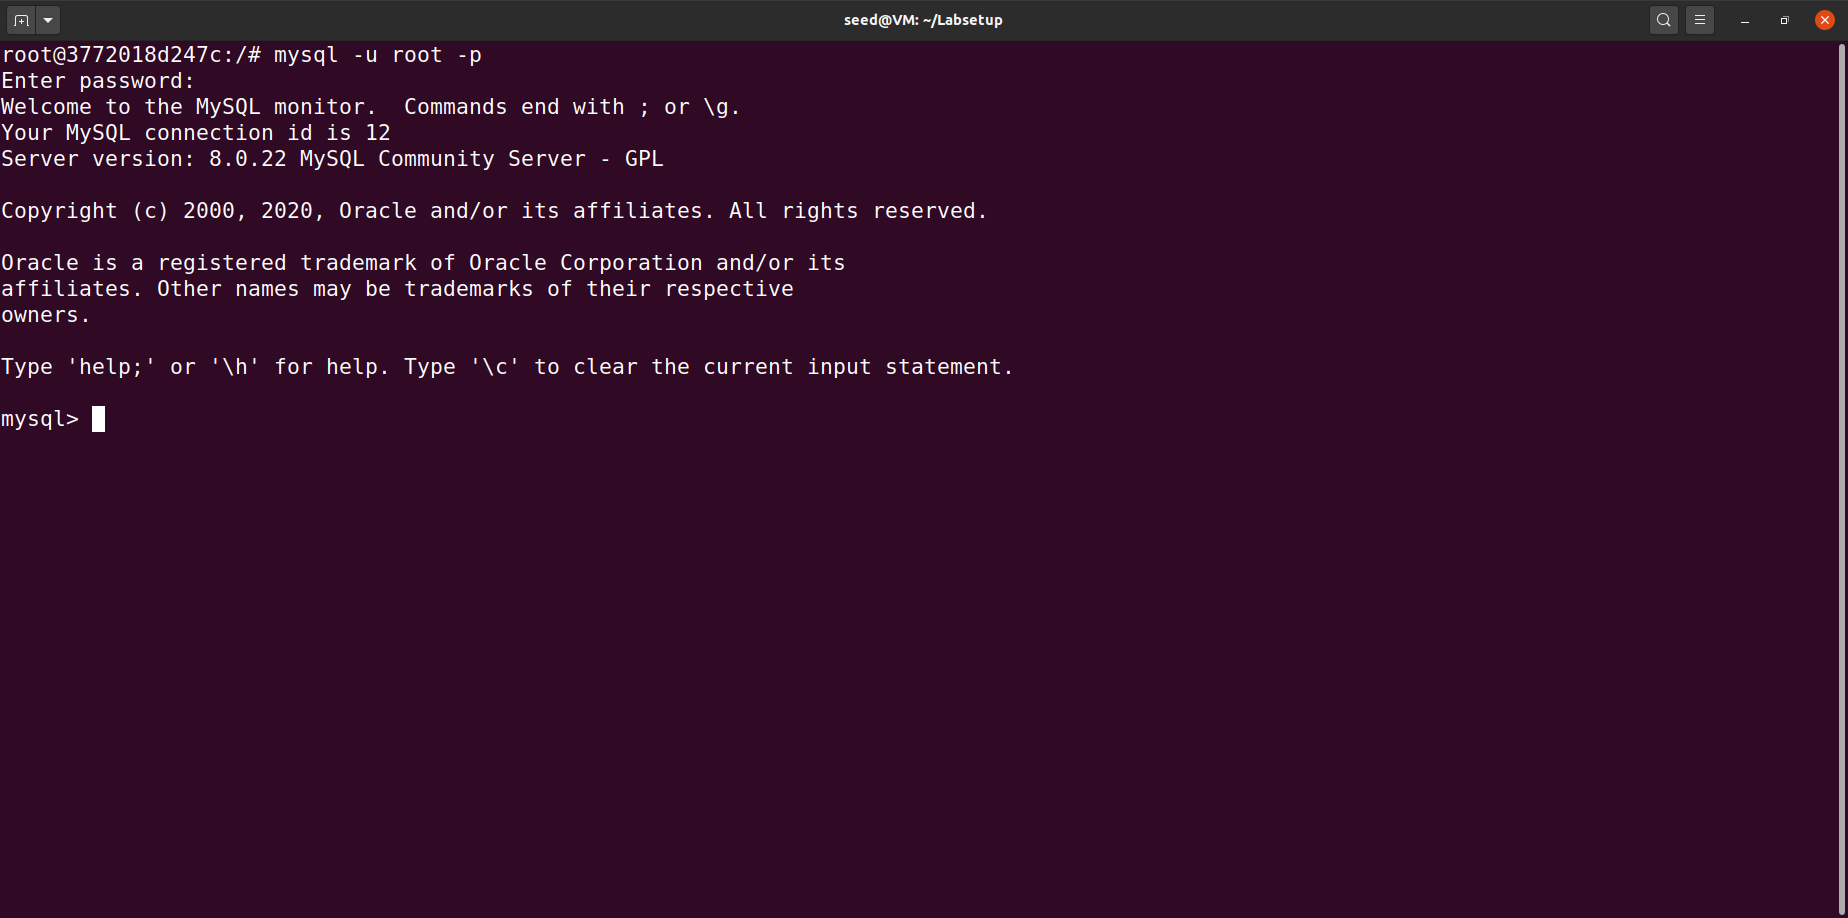 seed@VM: ~/Labsetup
root@3772018d247c:/# mysql -u root -p
Enter password:
Welcome to the MySQL monitor.  Commands end with ; or \g.
Your MySQL connection id is 12
Server version: 8.0.22 MySQL Community Server - GPL
Copyright (c) 2000, 2020, Oracle and/or its affiliates. All rights reserved.
Oracle is a registered trademark of Oracle Corporation and/or its
affiliates. Other names may be trademarks of their respective
owners.
Type 'help;' or '\h' for help. Type '\c' to clear the current input statement.
mysql>